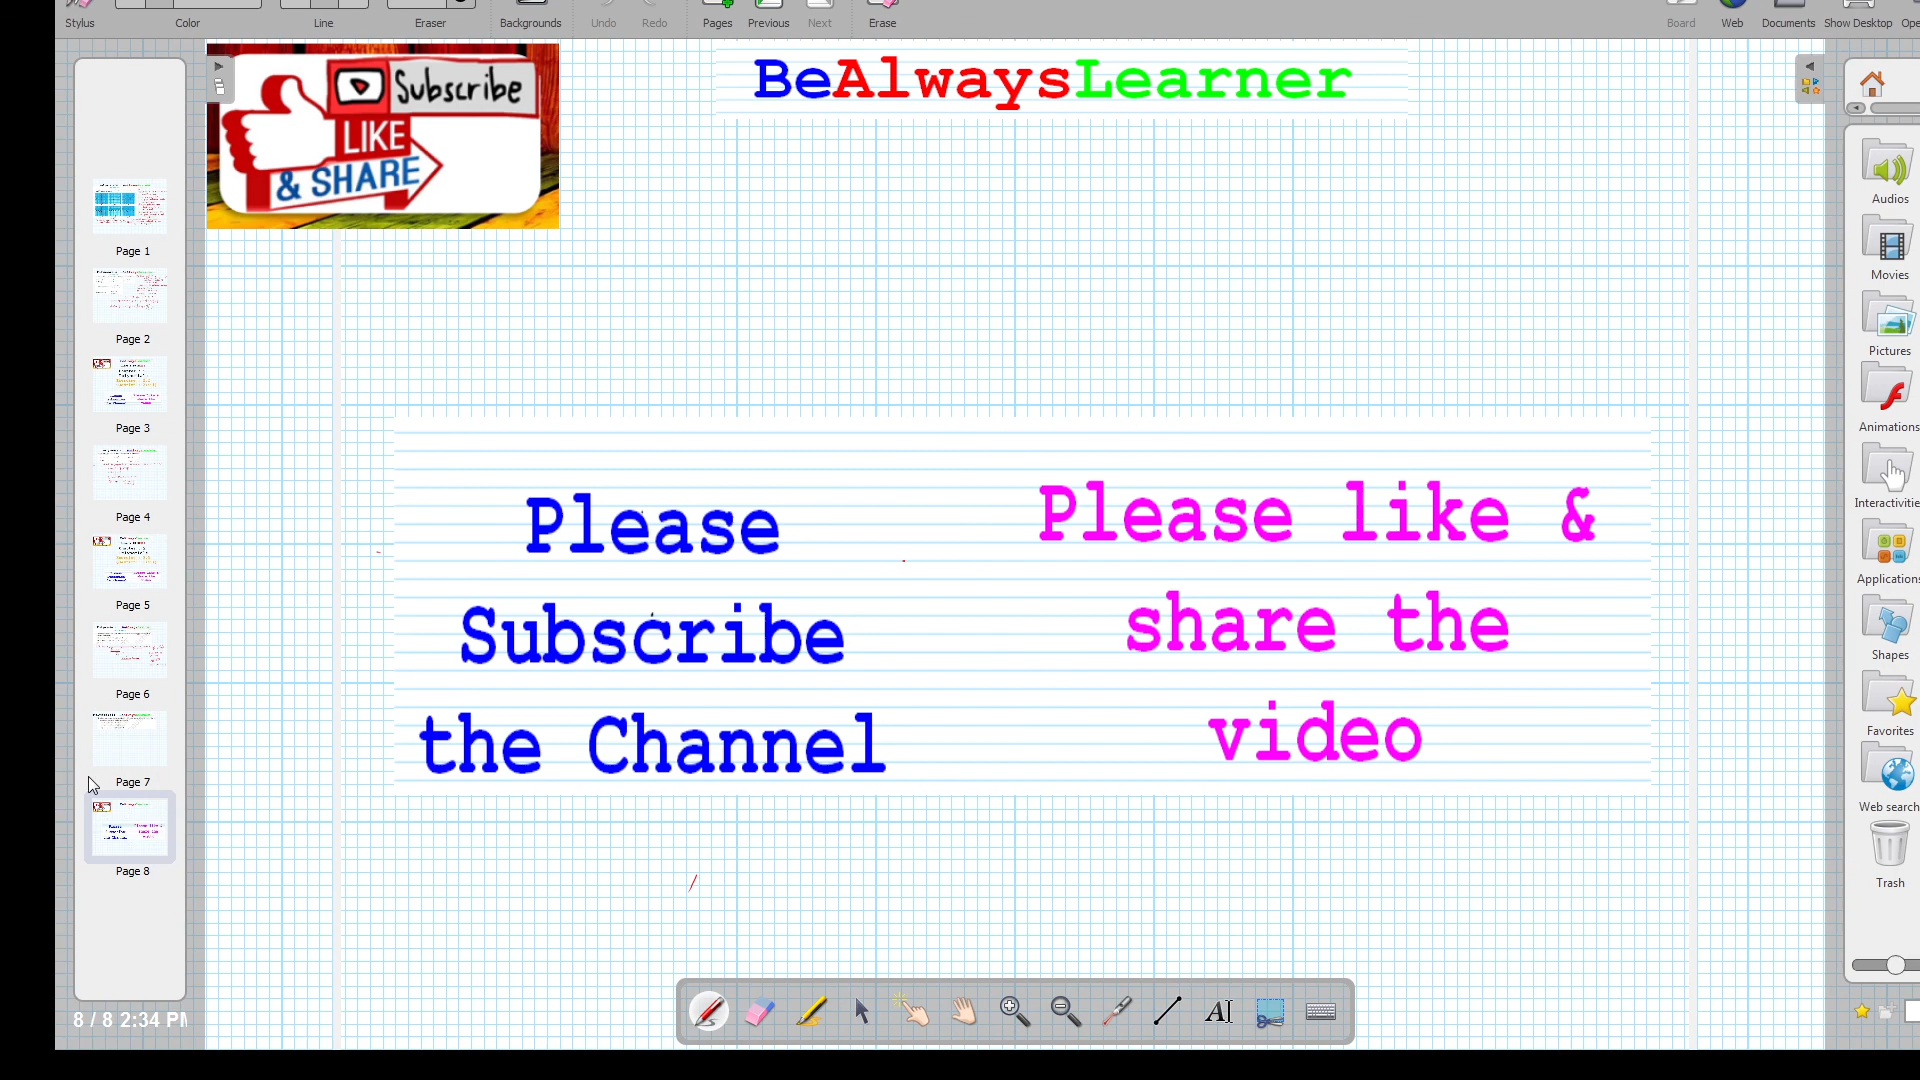 Stylus Color Line Eraser Backgrounds Undo Redo Pages Previous Next Erase Board Web Documents Show Desktop
Subscribe
LIKE
& SHARE
BeAlwaysLearner
Please
Subscribe
the Channel
Please like &
share the
video
Page 1
Page 2
Page 3
Page 4
Page 5
Page 6
Page 7
Page 8
8 / 8 2:34
Audios
Movies
Pictures
Animations
Interactivitie
Applications
Shapes
Favorites
Web search
Trash